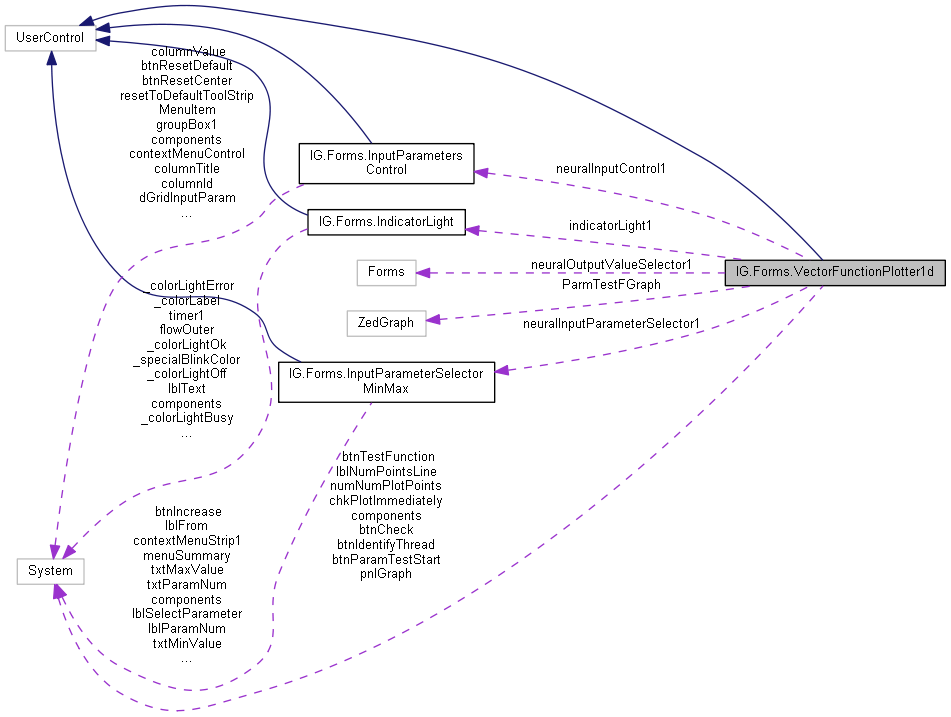 UserControl
columnValue
btnResetDefault
btnResetCenter
resetToDefaultToolStrip
MenuItem
groupBox1
components
contextMenuControl
columnTitle
columnId
dGridInputParam
...
IG.Forms.InputParameters
Control
neuralInputControl1
IG.Forms.IndicatorLight
indicatorLight1
Forms
neuralOutputValueSelector1
IG.Forms.VectorFunctionPlotter1d
ParmTestFGraph
ZedGraph
neuralInputParameterSelector1
_colorLightError
_colorLabel
timer1
flowOuter
_colorLightOk
_specialBlinkColor
_colorLightOff
lblText
components
_colorLightBusy
...
IG.Forms.InputParameterSelector
MinMax
btnTestFunction
lblNumPointsLine
numNumPlotPoints
chkPlotImmediately
components
btnCheck
btnIdentifyThread
btnParamTestStart
pnlGraph
System
btnIncrease
lblFrom
contextMenuStrip1
menuSummary
txtMaxValue
txtParamNum
components
lblSelectParameter
lblParamNum
txtMinValue
...